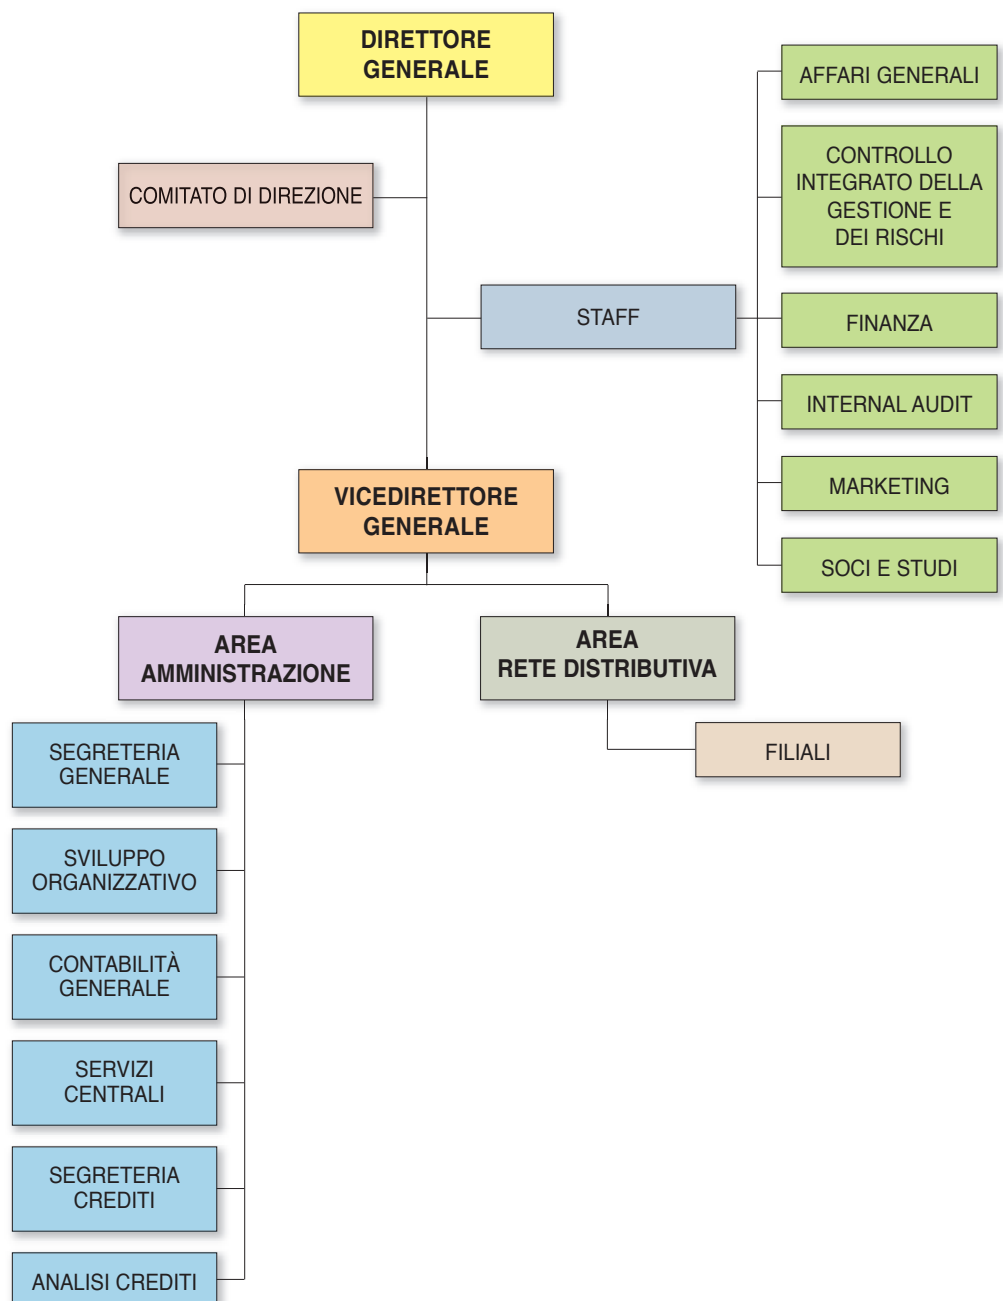 DIRETTORE
GENERALE
COMITATO DI DIREZIONE
STAFF
AFFARI GENERALI
CONTROLLO
INTEGRATO DELLA
GESTIONE E
DEI RISCHI
FINANZA
INTERNAL AUDIT
MARKETING
SOCI E STUDI
VICEDIRETTORE
GENERALE
AREA
AMMINISTRAZIONE
AREA
RETE DISTRIBUTIVA
SEGRETERIA
GENERALE
SVILUPPO
ORGANIZZATIVO
CONTABILITÀ
GENERALE
SERVIZI
CENTRALI
SEGRETERIA
CREDITI
ANALISI CREDITI
FILIALI